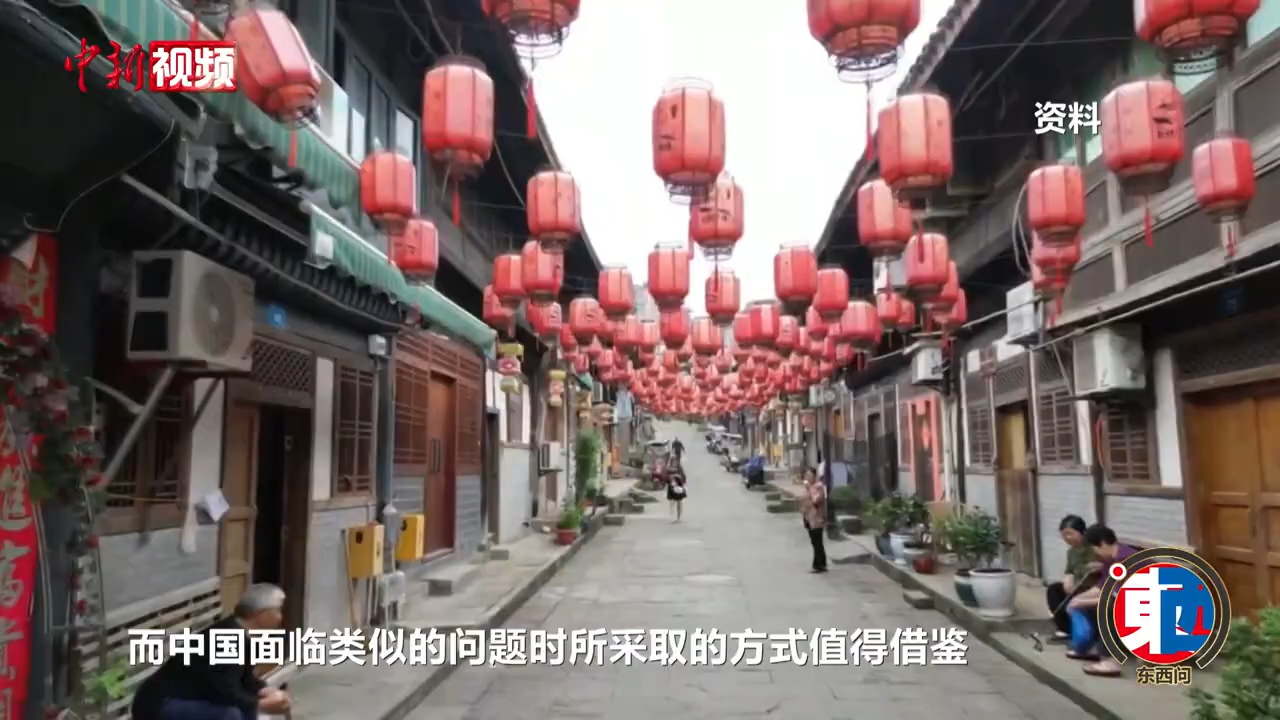 中新视频
资料
而中国面临类似的问题时所采取的方式值得借鉴
东西问